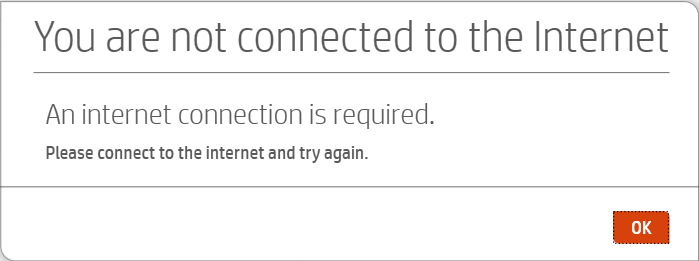 You are not connected to the Internet
An internet connection is required.
Please connect to the internet and try again.
OK